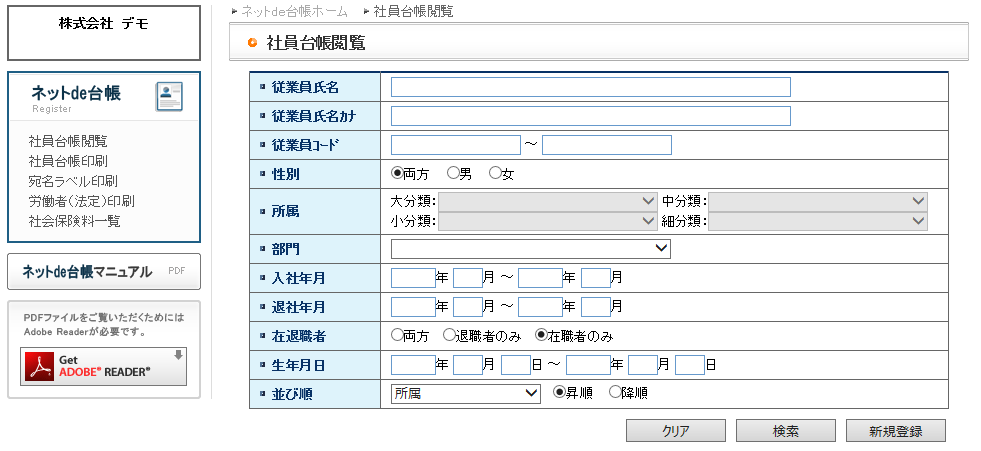 株式会社 デモ
ネットde台帳
Register
社員台帳閲覧
社員台帳印刷
宛名ラベル印刷
労働者(法定)印刷
社会保険料一覧
ネットde台帳マニュアル PDF
PDFファイルをご覧いただくためには
Adobe Readerが必要です。
Get
ADOBE® READER®
ネットde台帳ホーム 社員台帳閲覧
社員台帳閲覧
従業員氏名
従業員氏名カナ
従業員コード ～
性別 両方 男 女
所属 大分類: 中分類:
小分類: 細分類:
部門
入社年月 年 月 ～ 年 月
退社年月 年 月 ～ 年 月
在退職者 両方 退職者のみ 在職者のみ
生年月日 年 月 日 ～ 年 月 日
並び順 所属 昇順 降順
クリア 検索 新規登録